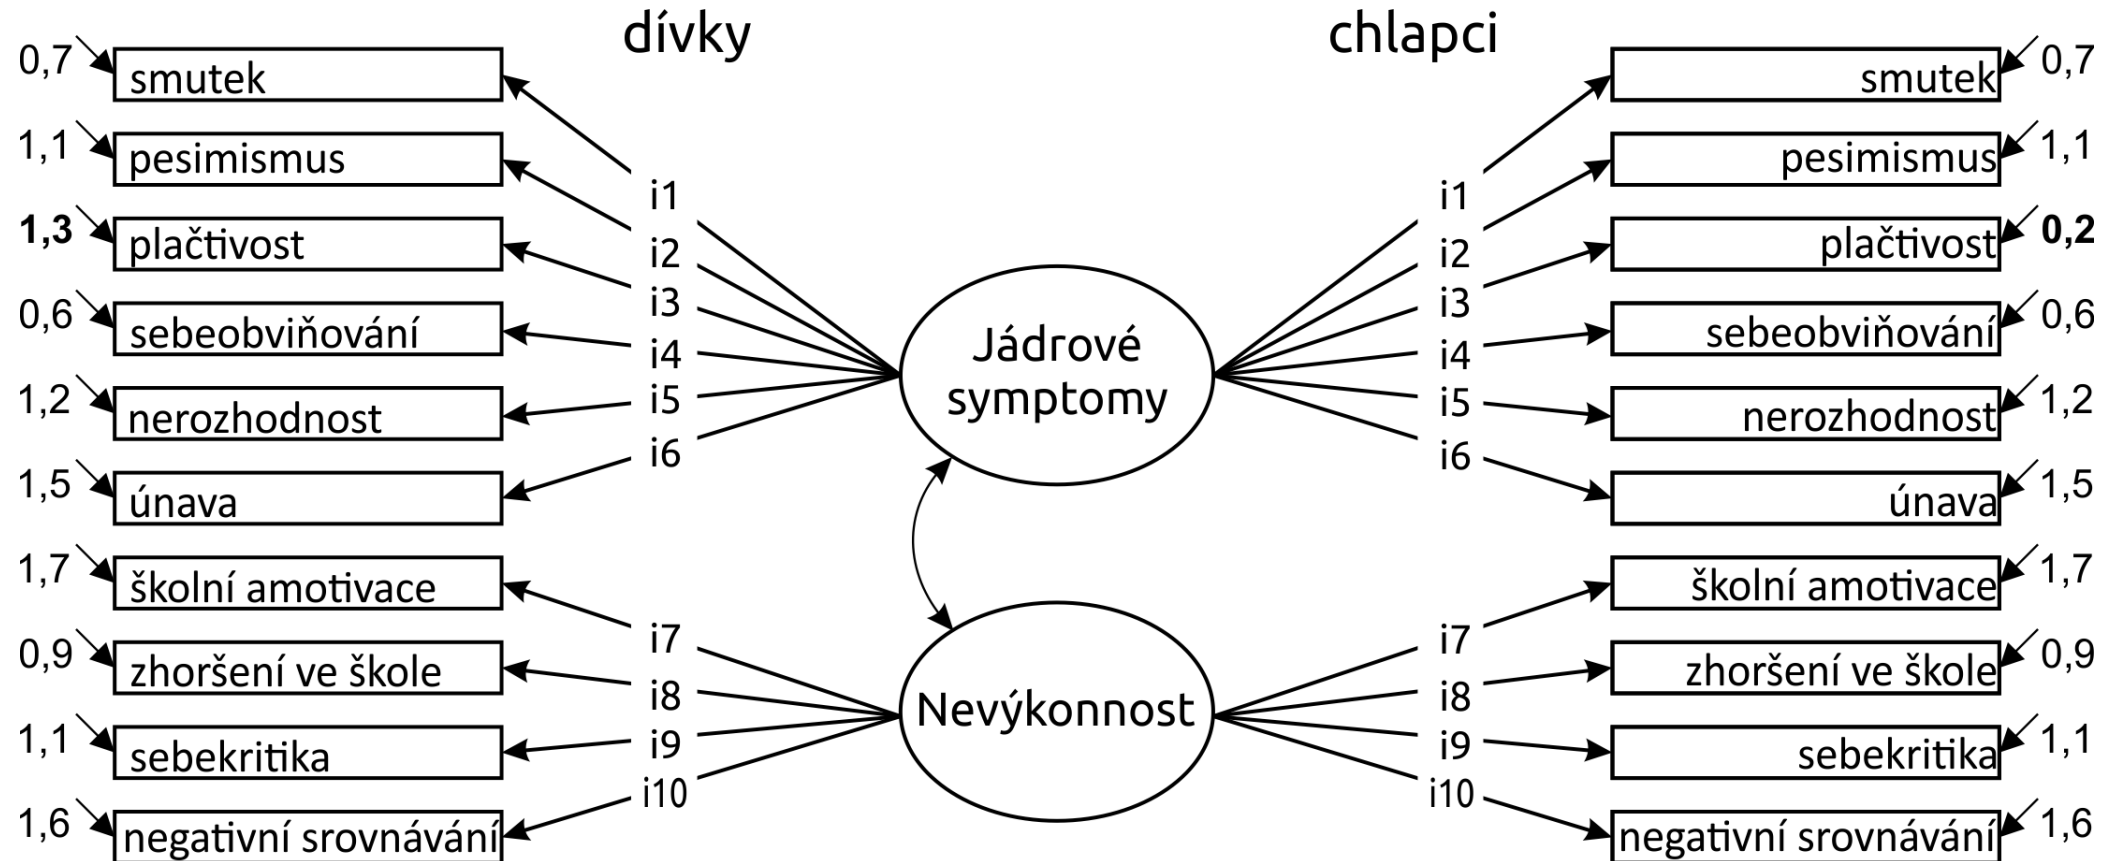 dívky
chlapci
0,7 smutek i1
1,1 pesimismus i2
1,3 plačtivost i3
0,6 sebeobviňování i4
1,2 nerozhodnost i5
1,5 únava i6
1,7 školní amotivace i7
0,9 zhoršení ve škole i8
1,1 sebekritika i9
1,6 negativní srovnávání i10
Jádrové
symptomy
Nevýkonnost
i1 smutek 0,7
i2 pesimismus 1,1
i3 plačtivost 0,2
i4 sebeobviňování 0,6
i5 nerozhodnost 1,2
i6 únava 1,5
i7 školní amotivace 1,7
i8 zhoršení ve škole 0,9
i9 sebekritika 1,1
i10 negativní srovnávání 1,6